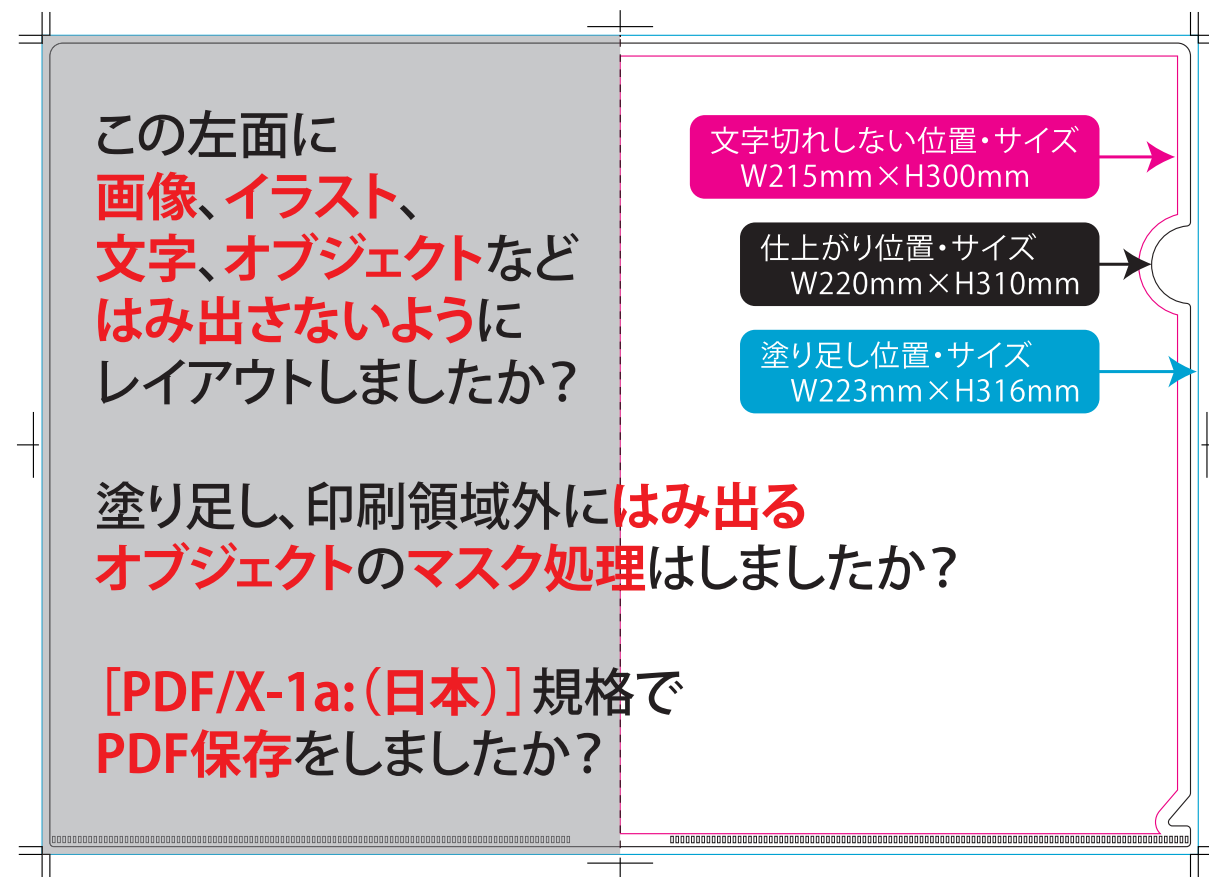 この左面に
画像、イラスト、
文字、オブジェクトなど
はみ出さないように
レイアウトしましたか？
塗り足し、印刷領域外にはみ出る
オブジェクトのマスク処理はしましたか？
［PDF/X-1a:（日本）］規格で
PDF保存をしましたか？
文字切れしない位置・サイズ
W215mm×H300mm
仕上がり位置・サイズ
W220mm×H310mm
塗り足し位置・サイズ
W223mm×H316mm